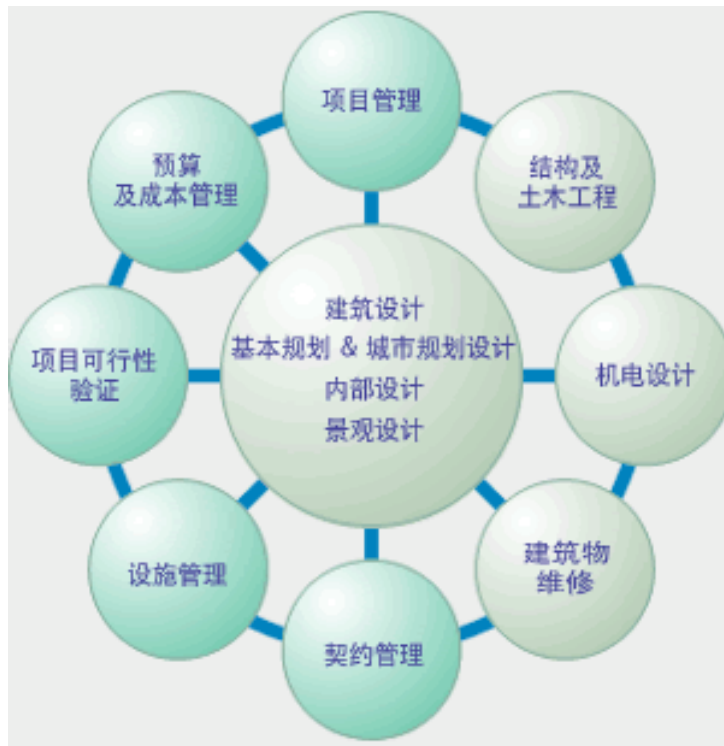 项目管理
结构及
土木工程
机电设计
建筑物
维修
契约管理
设施管理
项目可行性
验证
预算
及成本管理
建筑设计
基本规划 & 城市规划设计
内部设计
景观设计